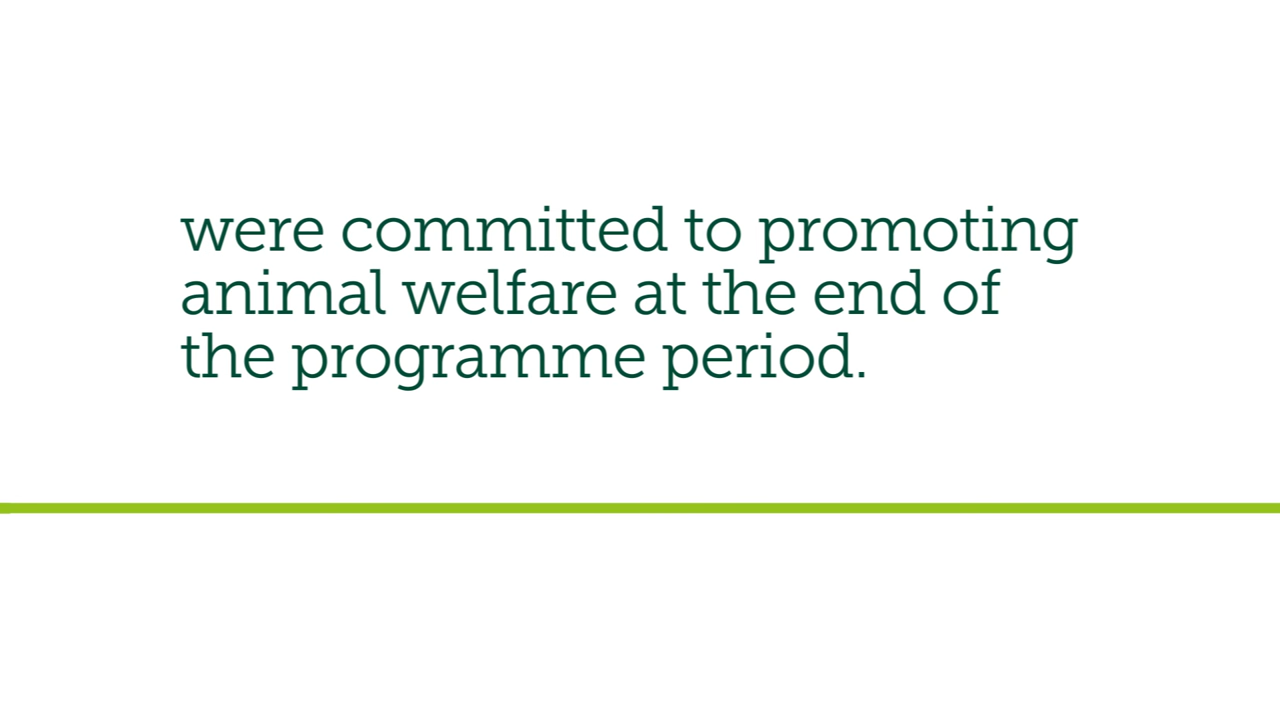 were committed to promoting
animal welfare at the end of
the programme period.